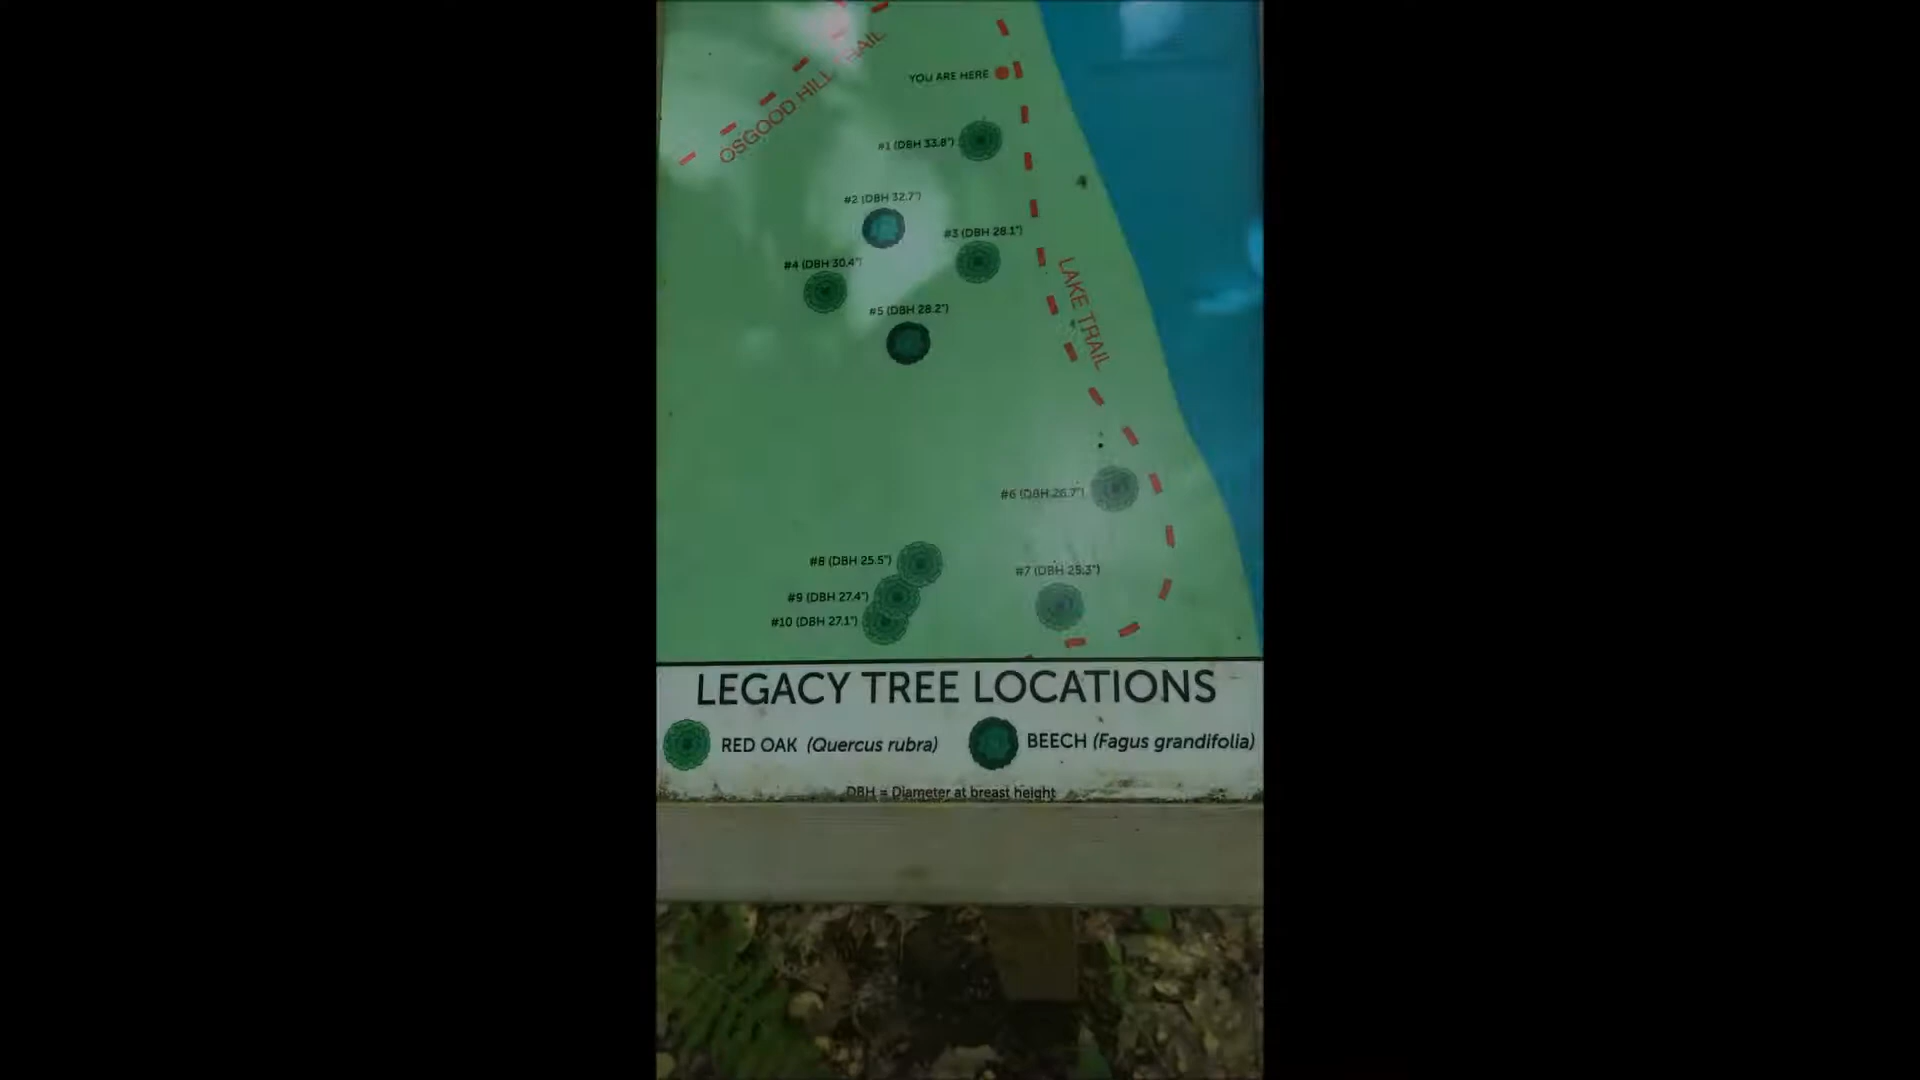 OSGOOD HILL TRAIL
YOU ARE HERE
#1 (DBH 33.8")
#2 (DBH 32.7")
#3 (DBH 28.1")
#4 (DBH 30.4")
#5 (DBH 28.2")
LAKE TRAIL
#6 (DBH 26.7")
#8 (DBH 25.5")
#7 (DBH 25.3")
#9 (DBH 27.4")
#10 (DBH 27.1")
LEGACY TREE LOCATIONS
RED OAK (Quercus rubra)
BEECH (Fagus grandifolia)
DBH = Diameter at breast height